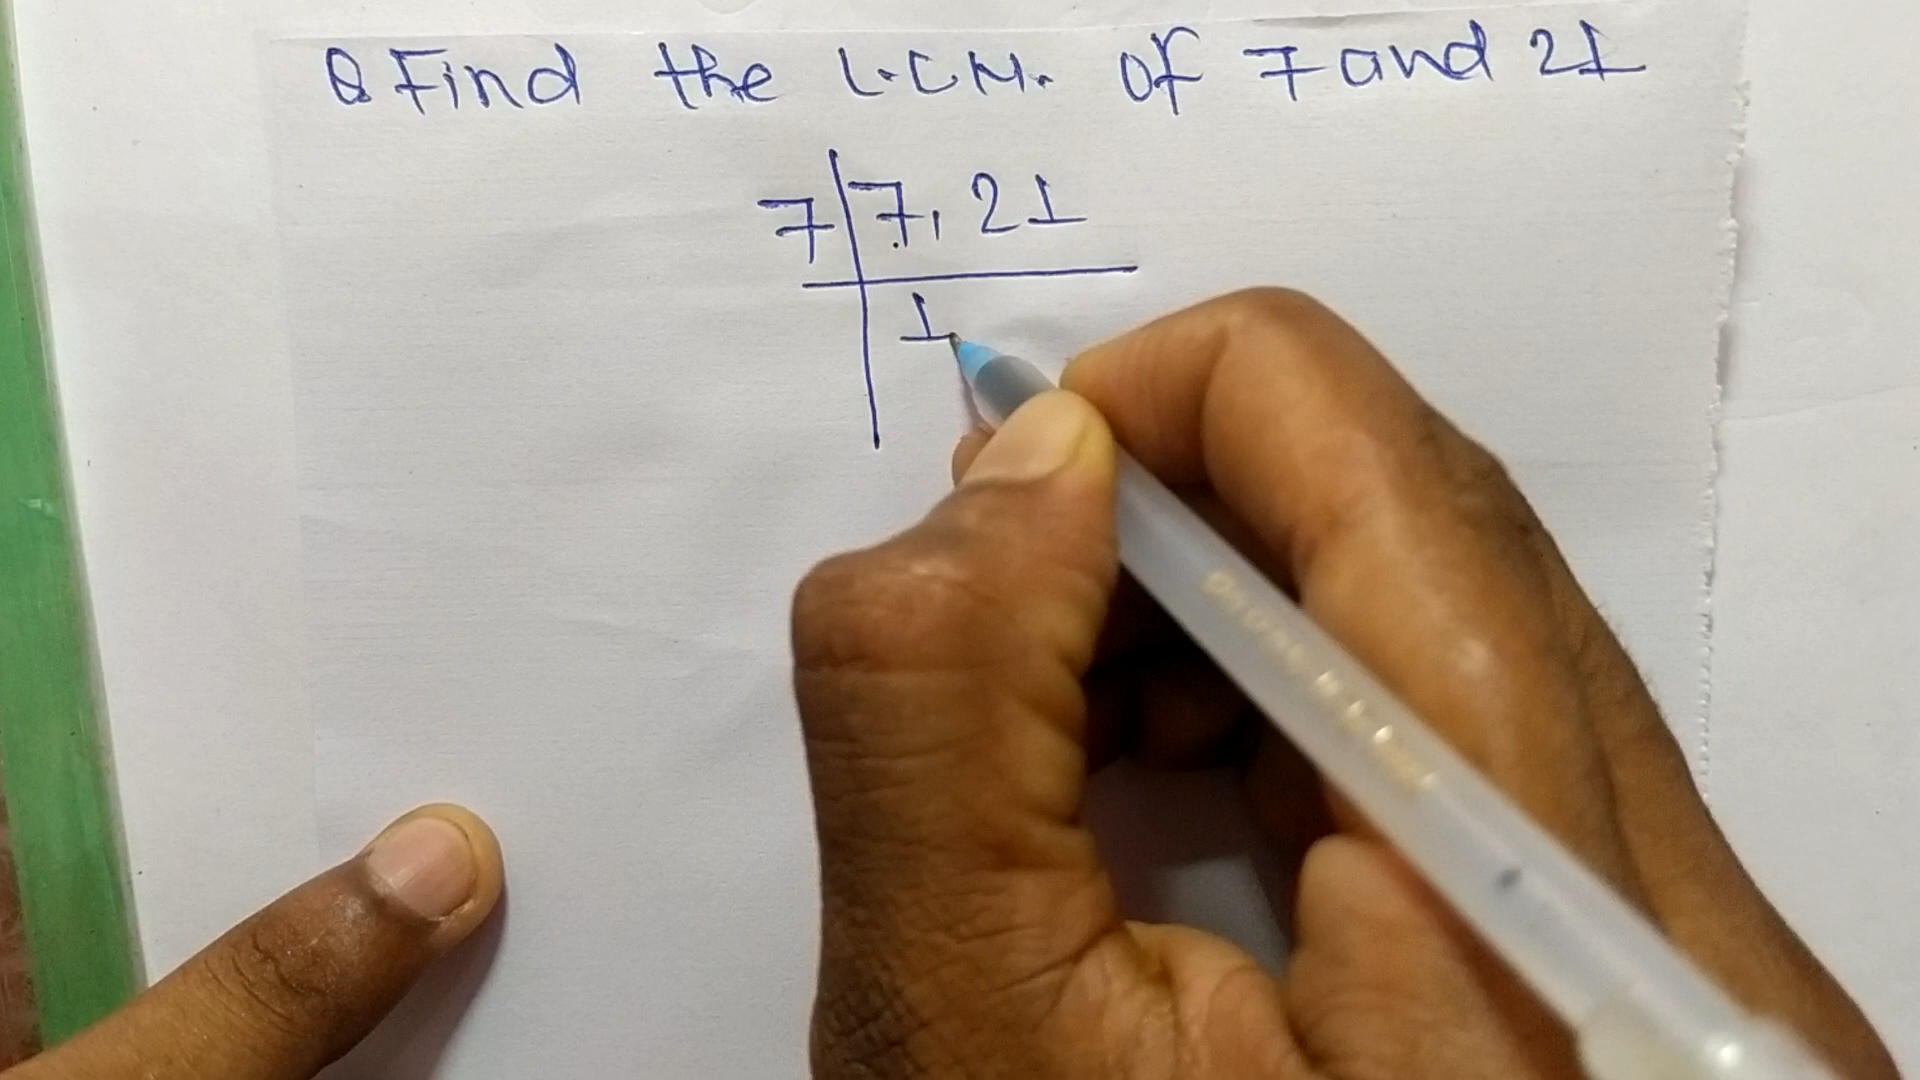 Q Find the L.C.M. of 7 and 21
7 7, 21
1